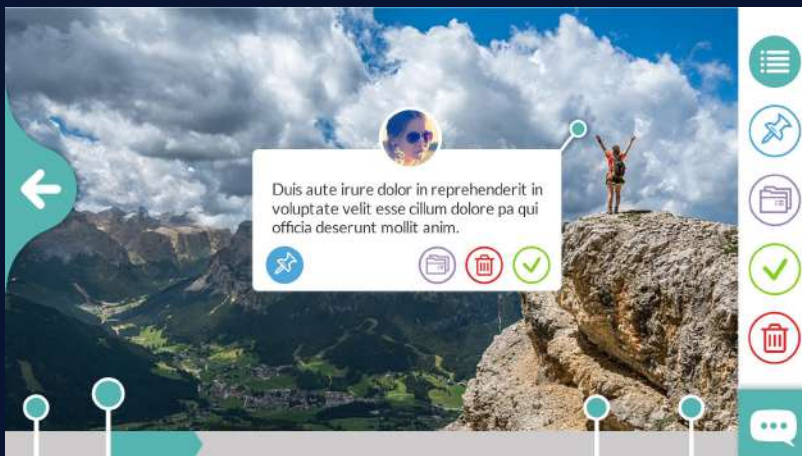 Duis aute irure dolor in reprehenderit in
voluptate velit esse cillum dolore pa qui
officia deserunt mollit anim.